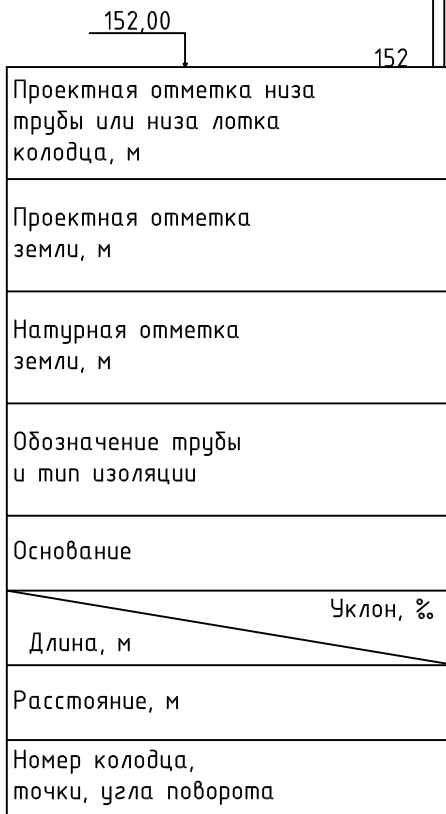 152,00
152
Проектная отметка низа
трубы или низа лотка
колодца, м
Проектная отметка
земли, м
Натурная отметка
земли, м
Обозначение трубы
и тип изоляции
Основание
Уклон, ‰
Длина, м
Расстояние, м
Номер колодца,
точки, угла поворота